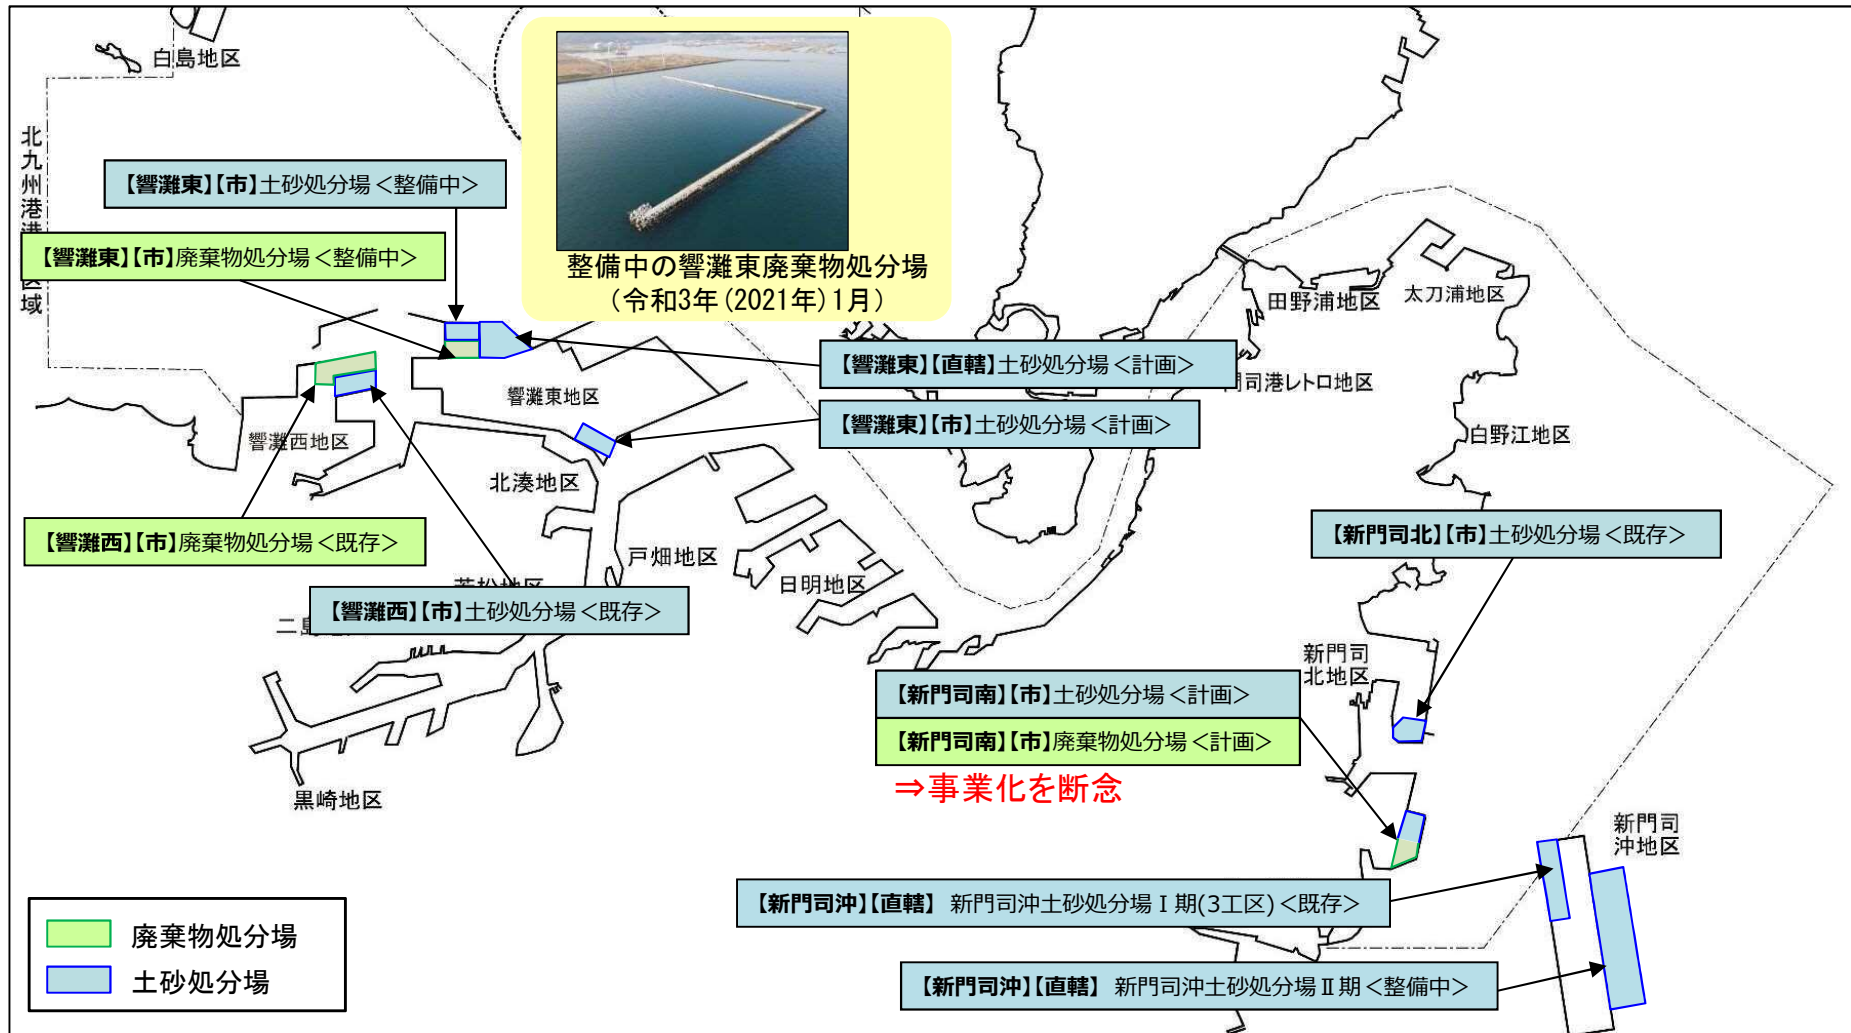 白島地区
北九州港港
区域
【響灘東】【市】土砂処分場<整備中>
【響灘東】【市】廃棄物処分場<整備中>
整備中の響灘東廃棄物処分場
(令和3年(2021年)1月)
田野浦地区
太刀浦地区
【響灘東】【直轄】土砂処分場<計画>
門司港レトロ地区
響灘東地区
【響灘東】【市】土砂処分場<計画>
響灘西地区
白野江地区
北湊地区
【響灘西】【市】廃棄物処分場<既存>
【新門司北】【市】土砂処分場<既存>
戸畑地区
日明地区
【響灘西】【市】土砂処分場<既存>
新門司
北地区
【新門司南】【市】土砂処分場<計画>
【新門司南】【市】廃棄物処分場<計画>
⇒事業化を断念
黒崎地区
新門司
沖地区
【新門司沖】【直轄】 新門司沖土砂処分場Ⅰ期(3工区)<既存>
【新門司沖】【直轄】 新門司沖土砂処分場Ⅱ期<整備中>
廃棄物処分場
土砂処分場